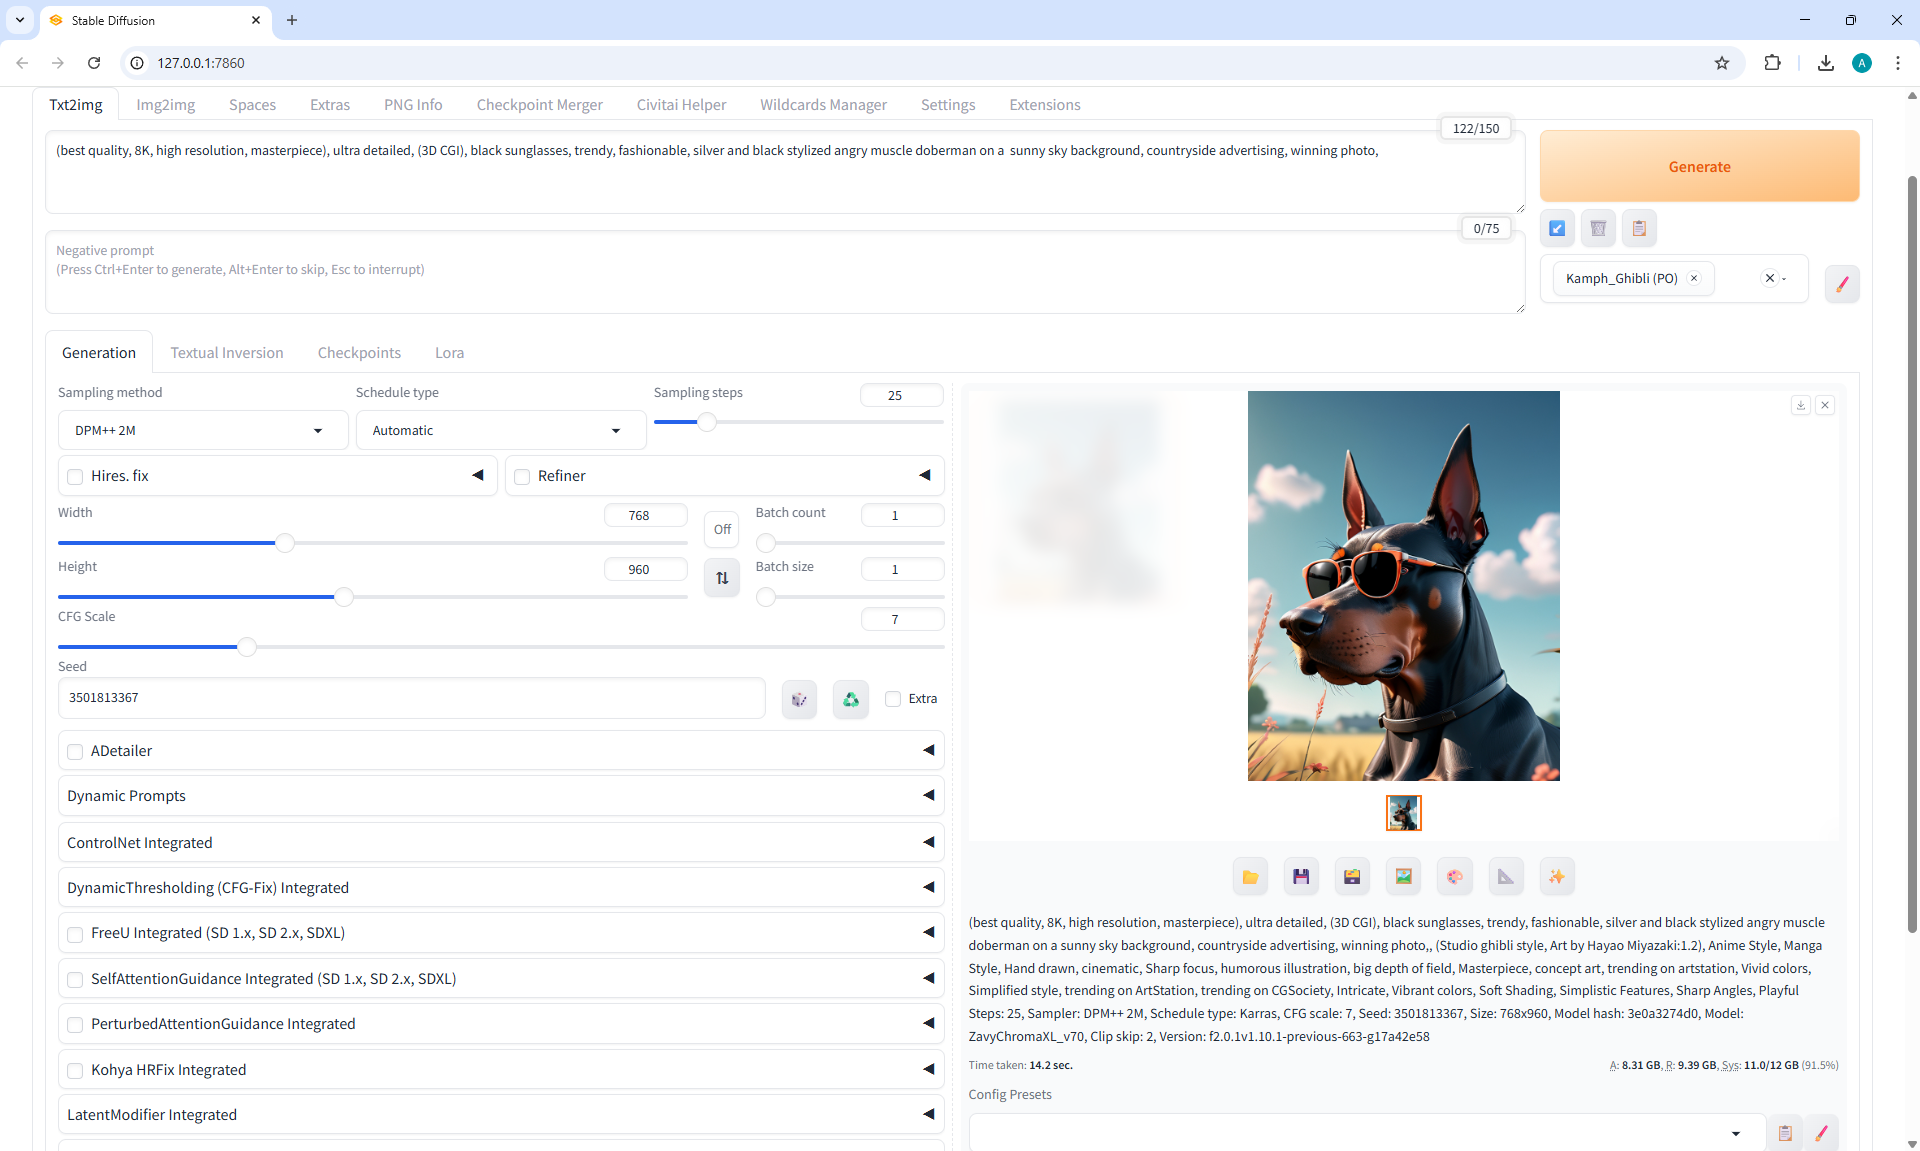 Stable Diffusion
127.0.0.1:7860
A
Txt2img Img2img Spaces Extras PNG Info Checkpoint Merger Civitai Helper Wildcards Manager Settings Extensions
122/150
(best quality, 8K, high resolution, masterpiece), ultra detailed, (3D CGI), black sunglasses, trendy, fashionable, silver and black stylized angry muscle doberman on a  sunny sky background, countryside advertising, winning photo,
Generate
0/75
Negative prompt
(Press Ctrl+Enter to generate, Alt+Enter to skip, Esc to interrupt)
Kamph_Ghibli (PO)
Generation Textual Inversion Checkpoints Lora
Sampling method Schedule type Sampling steps 25
DPM++ 2M Automatic
Hires. fix Refiner
Width 768 Off Batch count 1
Height 960 Batch size 1
CFG Scale 7
Seed
3501813367 Extra
ADetailer
Dynamic Prompts
ControlNet Integrated
DynamicThresholding (CFG-Fix) Integrated
FreeU Integrated (SD 1.x, SD 2.x, SDXL)
SelfAttentionGuidance Integrated (SD 1.x, SD 2.x, SDXL)
PerturbedAttentionGuidance Integrated
Kohya HRFix Integrated
LatentModifier Integrated
(best quality, 8K, high resolution, masterpiece), ultra detailed, (3D CGI), black sunglasses, trendy, fashionable, silver and black stylized angry muscle
doberman on a sunny sky background, countryside advertising, winning photo,, (Studio ghibli style, Art by Hayao Miyazaki:1.2), Anime Style, Manga
Style, Hand drawn, cinematic, Sharp focus, humorous illustration, big depth of field, Masterpiece, concept art, trending on artstation, Vivid colors,
Simplified style, trending on ArtStation, trending on CGSociety, Intricate, Vibrant colors, Soft Shading, Simplistic Features, Sharp Angles, Playful
Steps: 25, Sampler: DPM++ 2M, Schedule type: Karras, CFG scale: 7, Seed: 3501813367, Size: 768x960, Model hash: 3e0a3274d0, Model:
ZavyChromaXL_v70, Clip skip: 2, Version: f2.0.1v1.10.1-previous-663-g17a42e58
Time taken: 14.2 sec. A: 8.31 GB, R: 9.39 GB, Sys: 11.0/12 GB (91.5%)
Config Presets